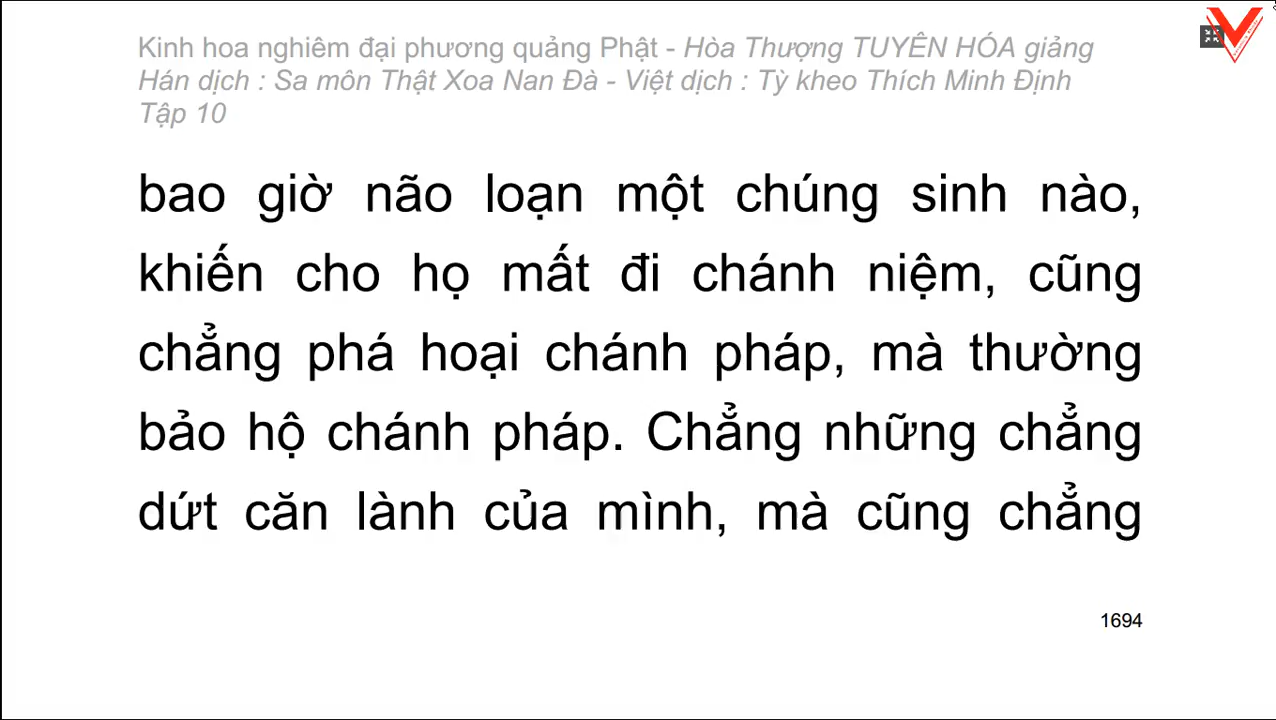 Kinh hoa nghiêm đại phương quảng Phật - Hòa Thượng TUYÊN HÓA giảng
Hán dịch : Sa môn Thật Xoa Nan Đà - Việt dịch : Tỳ kheo Thích Minh Định
Tập 10
bao giờ não loạn một chúng sinh nào,
khiến cho họ mất đi chánh niệm, cũng
chẳng phá hoại chánh pháp, mà thường
bảo hộ chánh pháp. Chẳng những chẳng
dứt căn lành của mình, mà cũng chẳng
1694